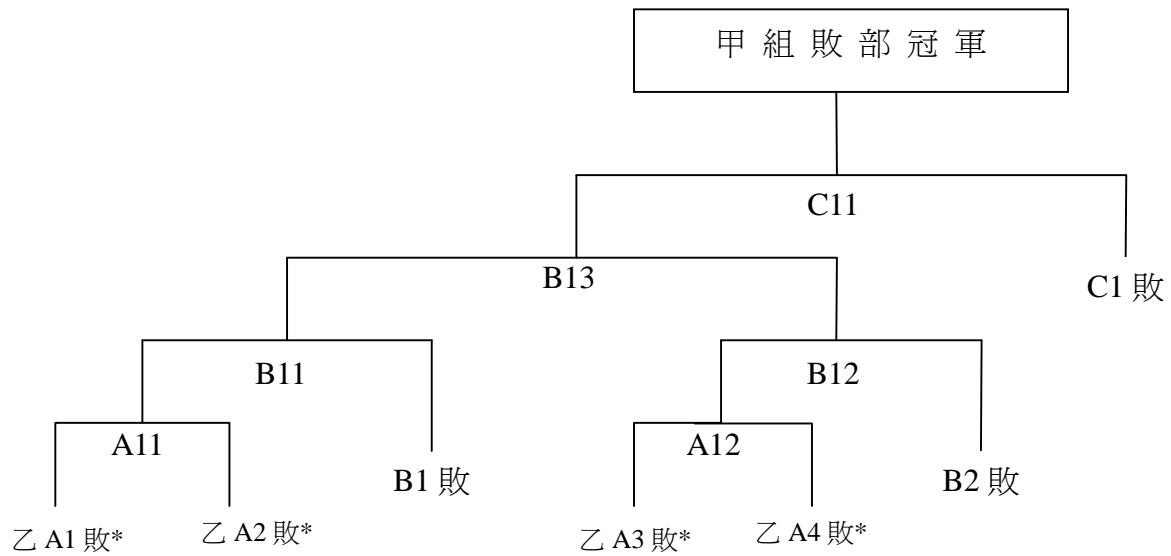 甲 組 敗 部 冠 軍
C11
B13
C1 敗
B11
B12
A11
A12
B1 敗
B2 敗
乙 A1 敗*
乙 A2 敗*
乙 A3 敗*
乙 A4 敗*